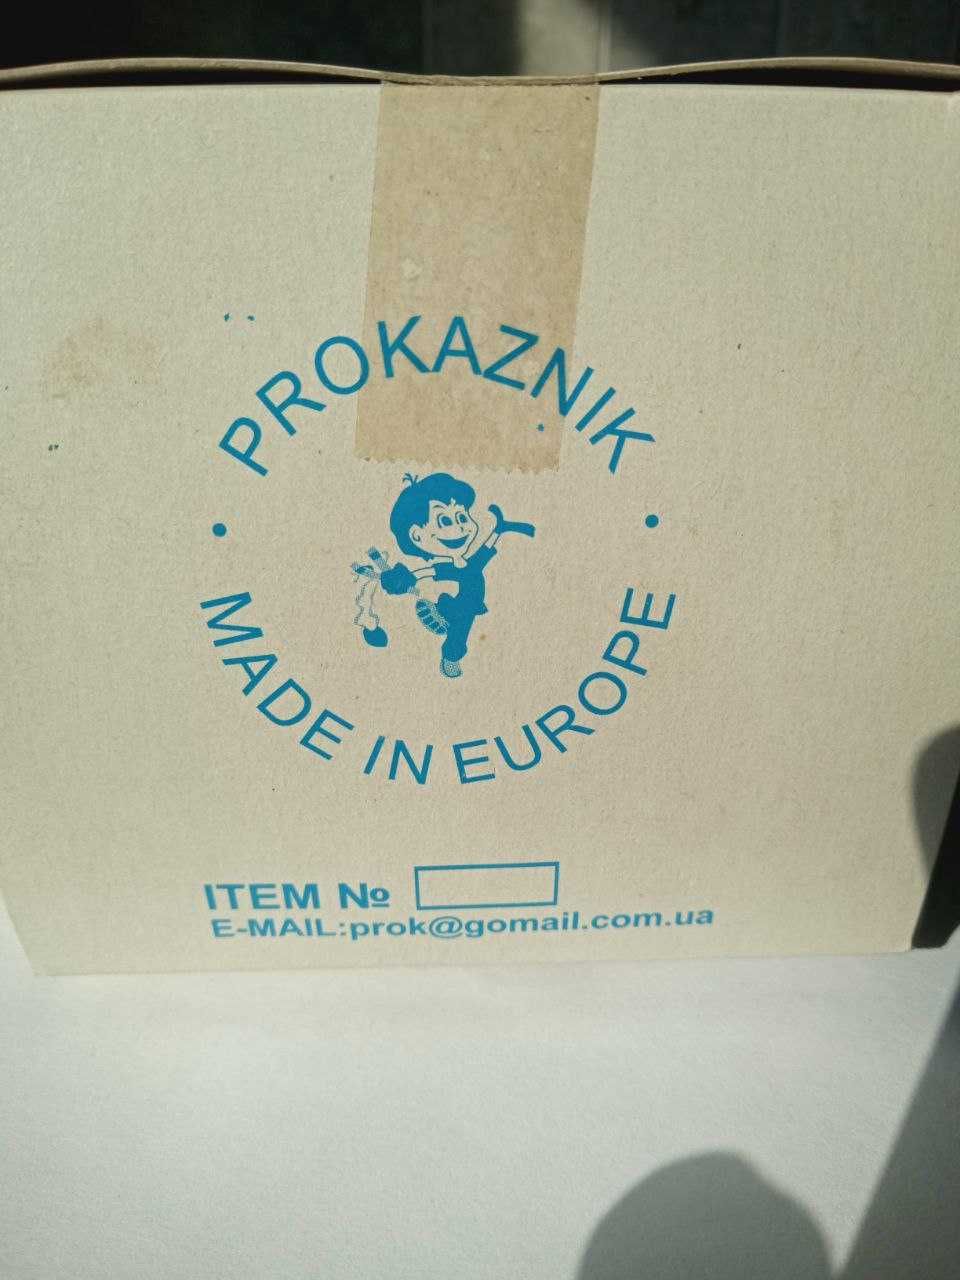 PROKAZNIK
• MADE IN EUROPE •
ITEM №
E-MAIL:prok@gomail.com.ua